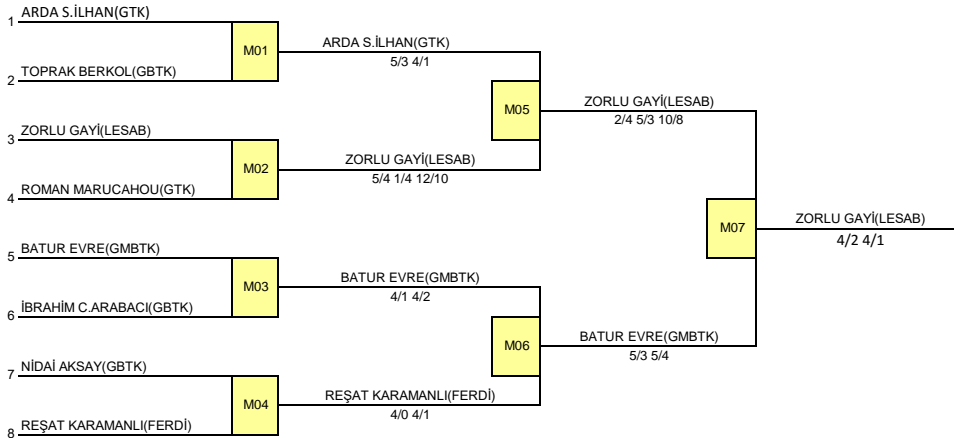 1 ARDA S.İLHAN(GTK)
M01
ARDA S.İLHAN(GTK)
5/3 4/1
2 TOPRAK BERKOL(GBTK)
M05
ZORLU GAYİ(LESAB)
2/4 5/3 10/8
3 ZORLU GAYİ(LESAB)
M02
ZORLU GAYİ(LESAB)
5/4 1/4 12/10
4 ROMAN MARUCAHOU(GTK)
M07
ZORLU GAYİ(LESAB)
4/2 4/1
5 BATUR EVRE(GMBTK)
M03
BATUR EVRE(GMBTK)
4/1 4/2
6 İBRAHİM C.ARABACI(GBTK)
M06
BATUR EVRE(GMBTK)
5/3 5/4
7 NİDAİ AKSAY(GBTK)
M04
REŞAT KARAMANLI(FERDİ)
4/0 4/1
8 REŞAT KARAMANLI(FERDİ)